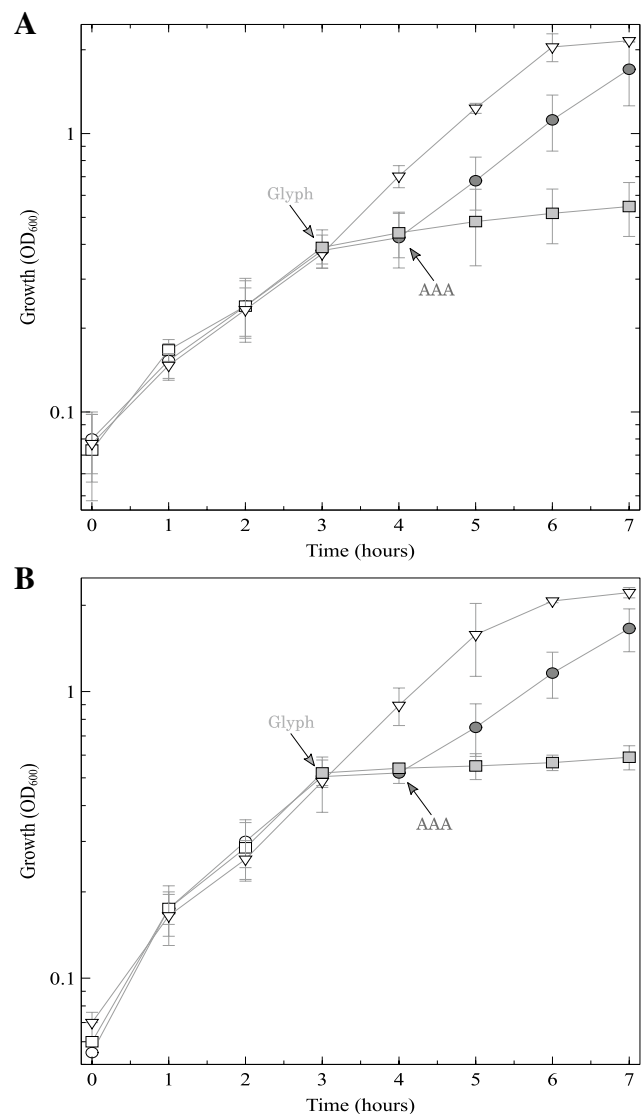 A
1
Glyph
Growth (OD600)
AAA
0.1
0 1 2 3 4 5 6 7
Time (hours)
B
1
Glyph
Growth (OD600)
AAA
0.1
0 1 2 3 4 5 6 7
Time (hours)